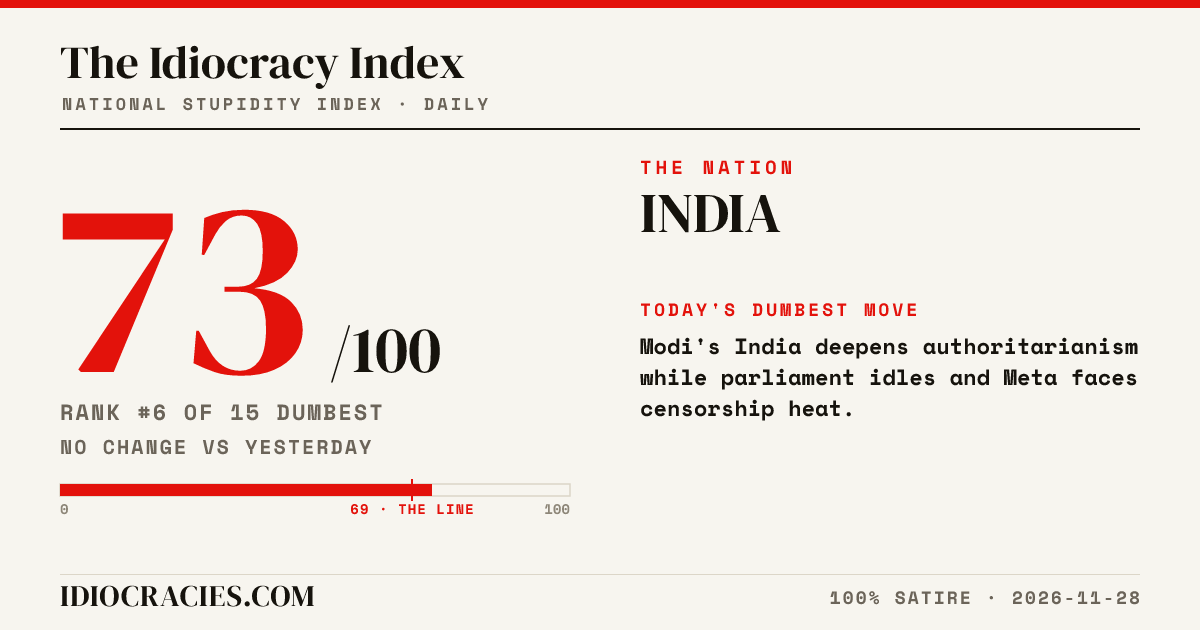 The Idiocracy Index
NATIONAL STUPIDITY INDEX · DAILY
73 /100
RANK #6 OF 15 DUMBEST
NO CHANGE VS YESTERDAY
0
69 · THE LINE
100
THE NATION
INDIA
TODAY'S DUMBEST MOVE
Modi's India deepens authoritarianism
while parliament idles and Meta faces
censorship heat.
IDIOCRACIES.COM
100% SATIRE · 2026-11-28